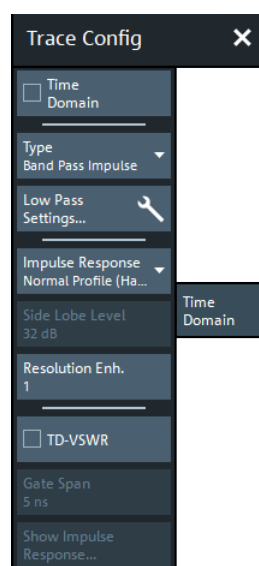 Trace Config
Time
Domain
Type
Band Pass Impulse
Low Pass
Settings...
Impulse Response
Normal Profile (Ha...
Side Lobe Level
32 dB
Time
Domain
Resolution Enh.
1
TD-VSWR
Gate Span
5 ns
Show Impulse
Response...